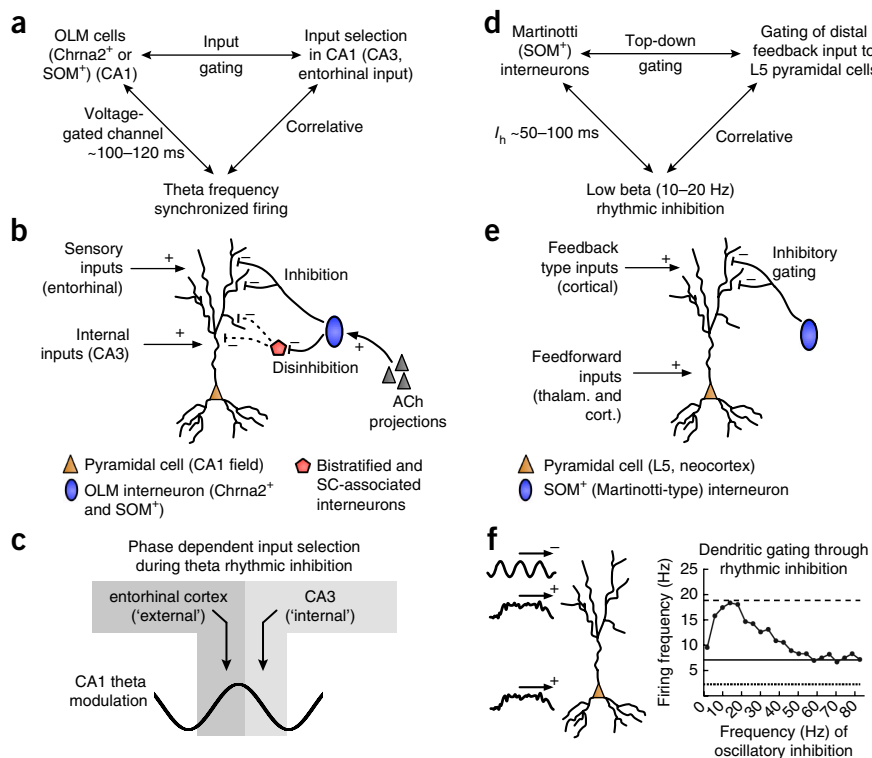 a
OLM cells
(Chrna2+ or
SOM+) (CA1)
Input
gating
Input selection
in CA1 (CA3,
entorhinal input)
Voltage-
gated channel
~100–120 ms
Correlative
Theta frequency
synchronized firing
b
Sensory
inputs
(entorhinal)
+
–
–
Inhibition
Internal
inputs (CA3)
+
–
–
–
Disinhibition
+
ACh
projections
Pyramidal cell (CA1 field)
OLM interneuron (Chrna2+
and SOM+)
Bistratified and
SC-associated
interneurons
c
Phase dependent input selection
during theta rhythmic inhibition
entorhinal cortex
('external')
CA3
('internal')
CA1 theta
modulation
d
Martinotti
(SOM+)
interneurons
Top-down
gating
Gating of distal
feedback input to
L5 pyramidal cells
Ih ~50–100 ms
Correlative
Low beta (10–20 Hz)
rhythmic inhibition
e
Feedback
type inputs
(cortical)
+
–
–
Inhibitory
gating
Feedforward
inputs
(thalam. and
cort.)
+
Pyramidal cell (L5, neocortex)
SOM+ (Martinotti-type) interneuron
f
–
+
+
Dendritic gating through
rhythmic inhibition
Firing frequency (Hz)
25
20
15
10
5
0 10 20 30 40 50 60 70 80
Frequency (Hz) of
oscillatory inhibition